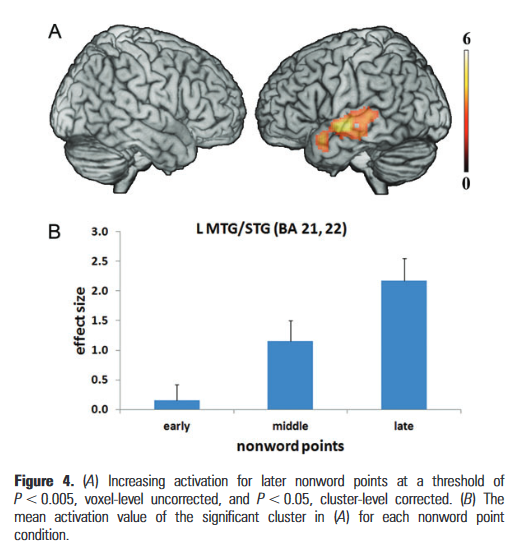 A
6
0
B
L MTG/STG (BA 21, 22)
3.0
2.5
2.0
1.5
1.0
0.5
0.0
effect size
early middle late
nonword points
Figure 4. (A) Increasing activation for later nonword points at a threshold of
P < 0.005, voxel-level uncorrected, and P < 0.05, cluster-level corrected. (B) The
mean activation value of the significant cluster in (A) for each nonword point
condition.